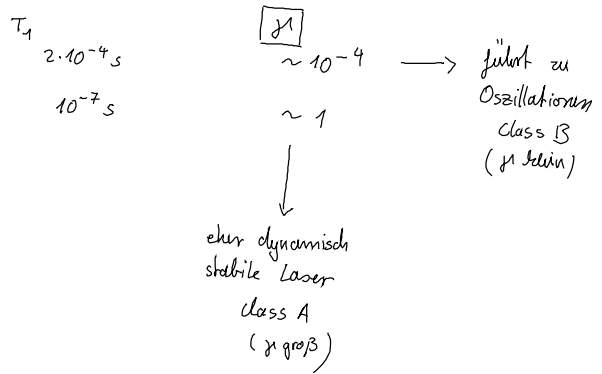 T₁ γ
2·10⁻⁴ s ~ 10⁻⁴ → führt zu
Oszillationen
10⁻⁷ s ~ 1
class B
(γ klein)
↓
eher dynamisch
stabile Laser
class A
(γ groß)